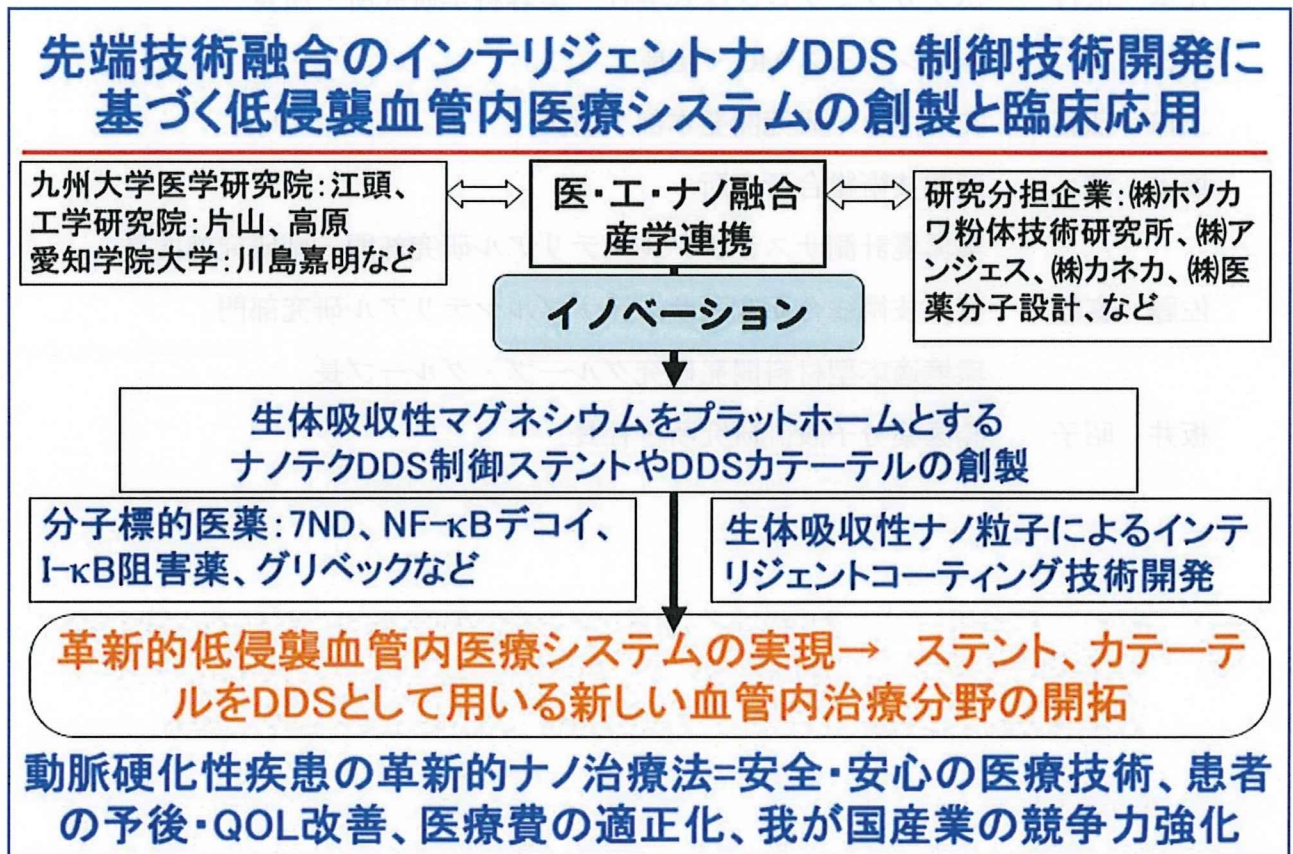 先端技術融合のインテリジェントナノDDS 制御技術開発に
基づく低侵襲血管内医療システムの創製と臨床応用
九州大学医学研究院:江頭、
工学研究院:片山、高原
愛知学院大学:川島嘉明など
医・工・ナノ融合
産学連携
研究分担企業:㈱ホソカ
ワ粉体技術研究所、㈱ア
ンジェス、㈱カネカ、㈱医
薬分子設計 など
イノベーション
生体吸収性マグネシウムをプラットホームとする
ナノテクDDS制御ステントやDDSカテーテルの創製
分子標的医薬:7ND、NF-κBデコイ、
I-κB阻害薬、グリベックなど
生体吸収性ナノ粒子によるインテ
リジェントコーティング技術開発
革新的低侵襲血管内医療システムの実現→ ステント、カテーテ
ルをDDSとして用いる新しい血管内治療分野の開拓
動脈硬化性疾患の革新的ナノ治療法=安全・安心の医療技術、患者
の予後・QOL改善、医療費の適正化、我が国産業の競争力強化